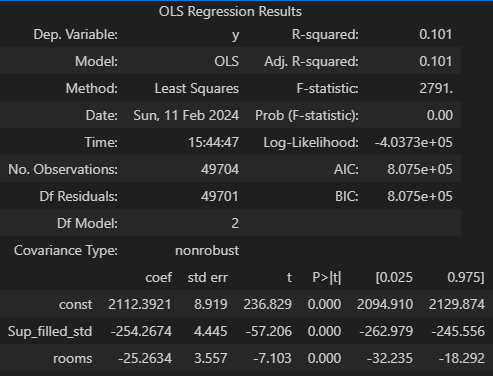 OLS Regression Results
Dep. Variable: y R-squared: 0.101
Model: OLS Adj. R-squared: 0.101
Method: Least Squares F-statistic: 2791.
Date: Sun, 11 Feb 2024 Prob (F-statistic): 0.00
Time: 15:44:47 Log-Likelihood: -4.0373e+05
No. Observations: 49704 AIC: 8.075e+05
Df Residuals: 49701 BIC: 8.075e+05
Df Model: 2
Covariance Type: nonrobust
coef std err t P>|t| [0.025 0.975]
const 2112.3921 8.919 236.829 0.000 2094.910 2129.874
Sup_filled_std -254.2674 4.445 -57.206 0.000 -262.979 -245.556
rooms -25.2634 3.557 -7.103 0.000 -32.235 -18.292